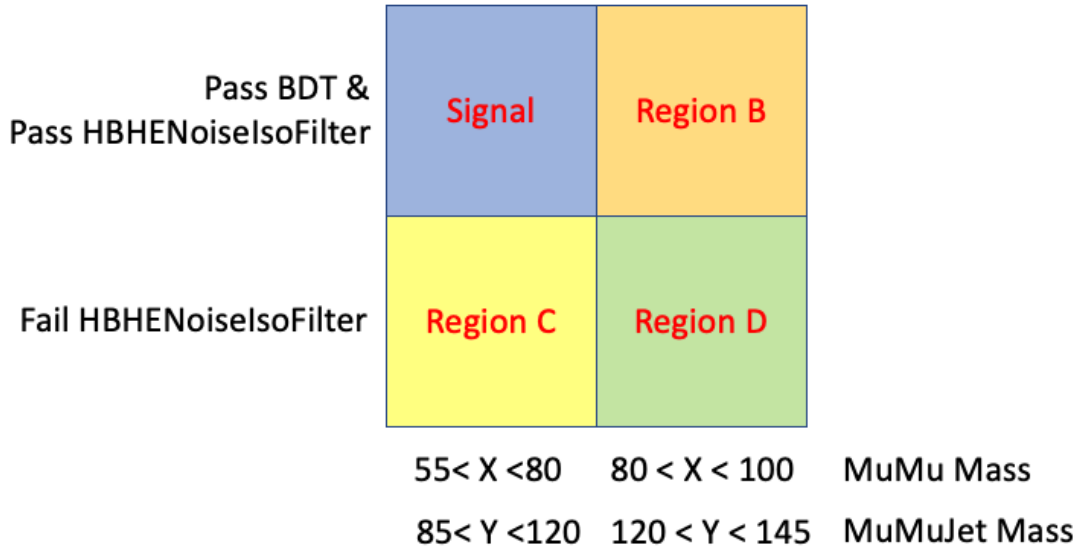 Pass BDT &
Pass HBHENoiseIsoFilter
Signal
Region B
Fail HBHENoiseIsoFilter
Region C
Region D
55< X <80 80 < X < 100 MuMu Mass
85< Y <120 120 < Y < 145 MuMuJet Mass